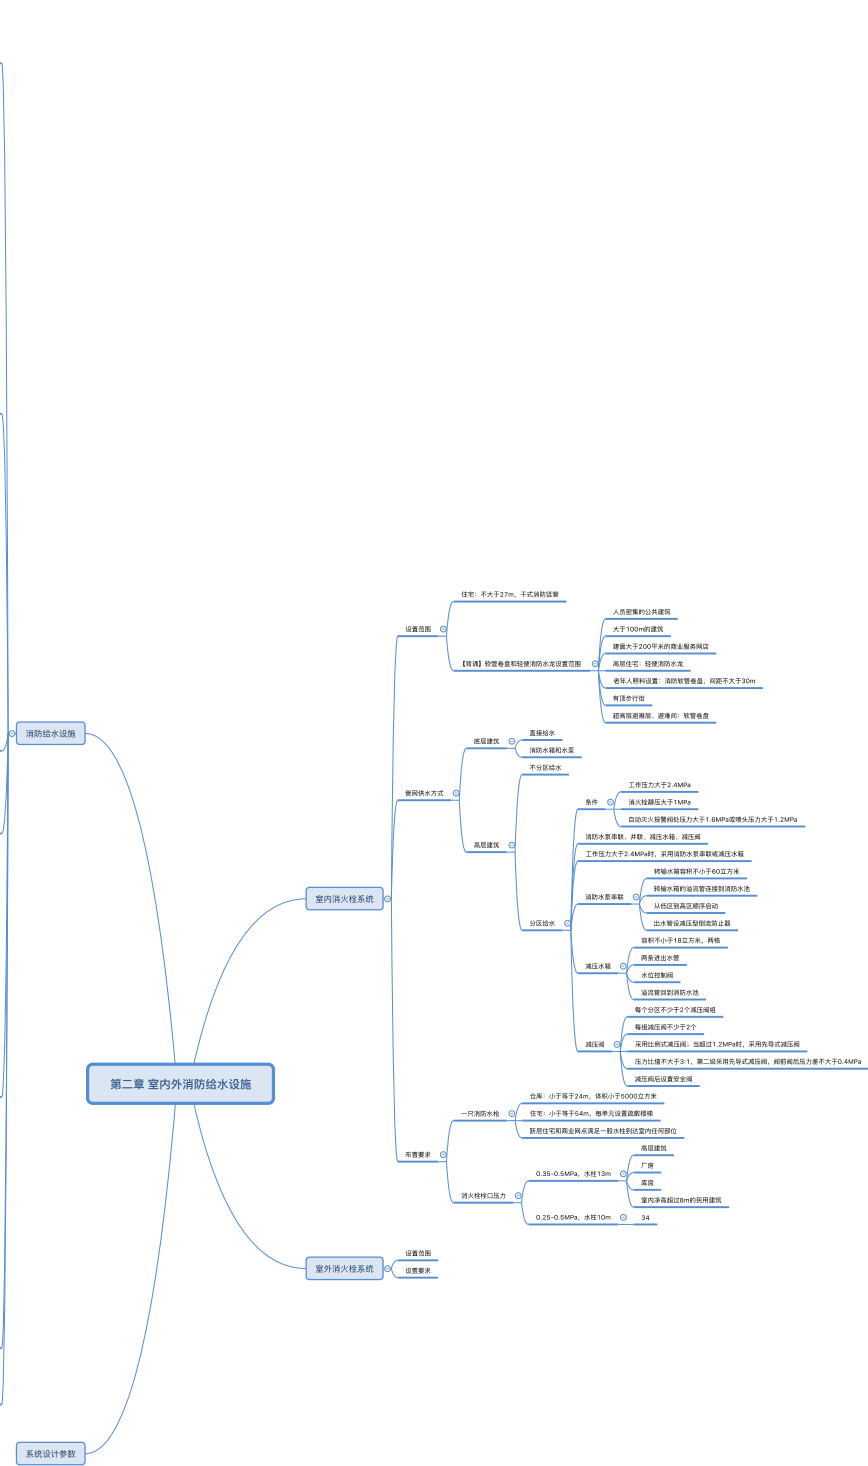 第二章 室内外消防给水设施
消防给水设施
系统设计参数
室内消火栓系统
设置范围
住宅：不大于27m，干式消防竖管
【背诵】软管卷盘和轻便消防水龙设置范围
人员密集的公共建筑
大于100m的建筑
建面大于200平米的商业服务网店
高层住宅：轻便消防水龙
老年人照料设置：消防软管卷盘，间距不大于30m
有顶步行街
超高层避难层、避难间：软管卷盘
管网供水方式
底层建筑
直接给水
消防水箱和水泵
高层建筑
不分区给水
分区给水
条件
工作压力大于2.4MPa
消火栓静压大于1MPa
自动灭火报警阀处压力大于1.6MPa或喷头压力大于1.2MPa
消防水泵串联、并联、减压水箱、减压阀
工作压力大于2.4MPa时，采用消防水泵串联或减压水箱
消防水泵串联
转输水箱容积不小于60立方米
转输水箱的溢流管连接到消防水池
从低区到高区顺序启动
出水管设减压型倒流防止器
减压水箱
容积不小于18立方米，两格
两条进出水管
水位控制阀
溢流管回到消防水池
减压阀
每个分区不少于2个减压阀组
每组减压阀不少于2个
采用比例式减压阀；当超过1.2MPa时，采用先导式减压阀
压力比值不大于3:1，第二级采用先导式减压阀，阀前阀后压力差不大于0.4MPa
减压阀后设置安全阀
布置要求
一只消防水枪
仓库：小于等于24m，体积小于5000立方米
住宅：小于等于54m，每单元设置疏散楼梯
跃层住宅和商业网点满足一股水柱到达室内任何部位
消火栓栓口压力
0.35-0.5MPa，水柱13m
高层建筑
厂房
库房
室内净高超过8m的民用建筑
0.25-0.5MPa，水柱10m
34
室外消火栓系统
设置范围
设置要求